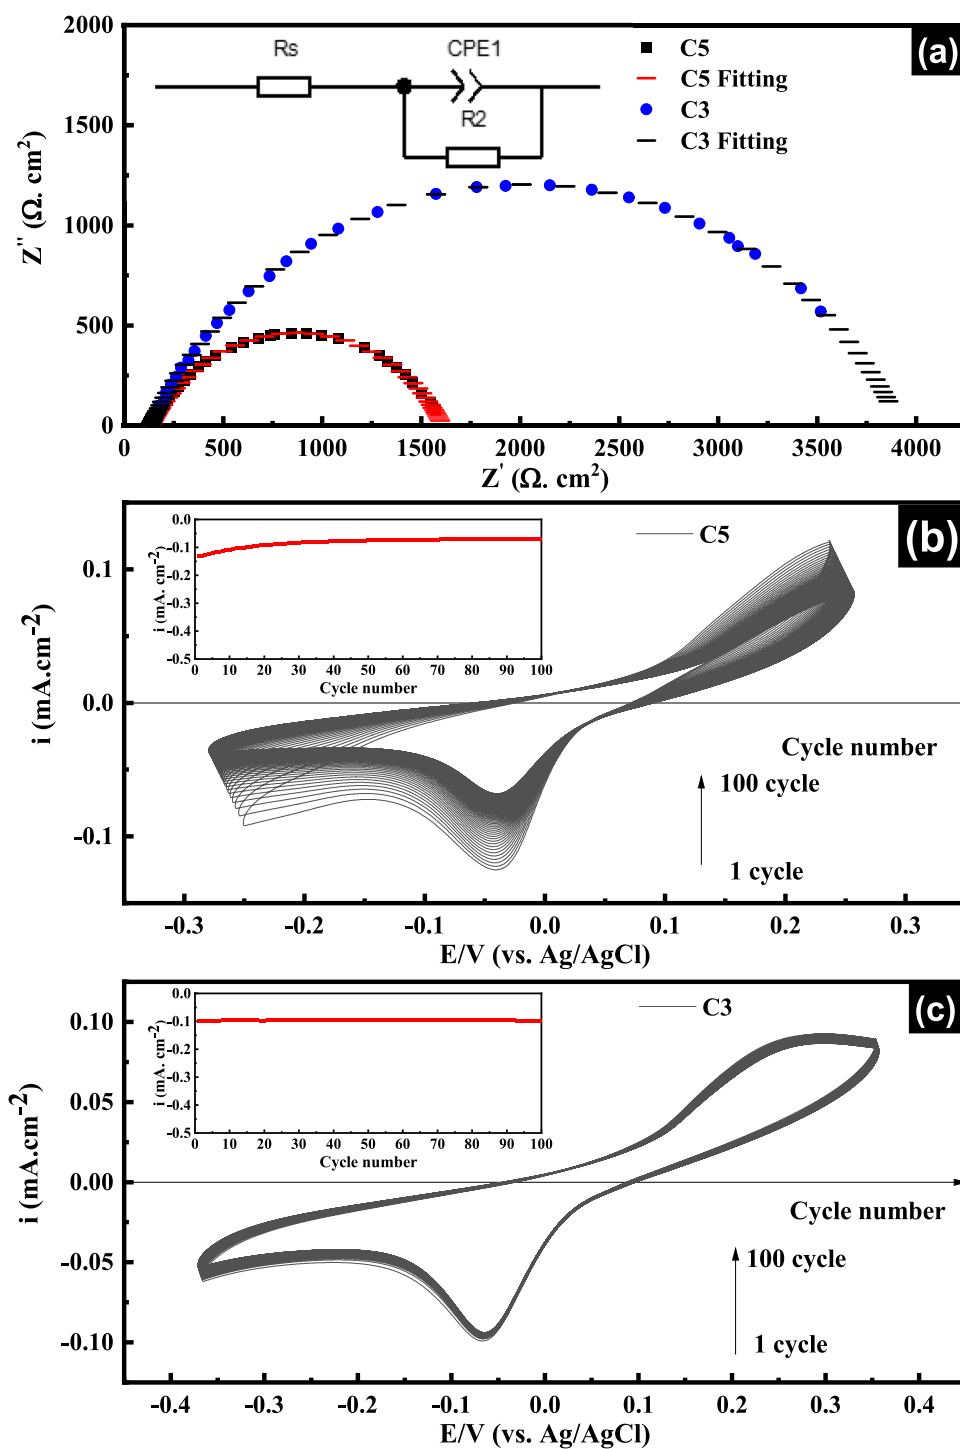 (a)
2000
1500
1000
500
0
Z'' (Ω. cm²)
Rs
CPE1
R2
C5
C5 Fitting
C3
C3 Fitting
0 500 1000 1500 2000 2500 3000 3500 4000
Z' (Ω. cm²)
(b)
0.1
0.0
-0.1
i (mA.cm⁻²)
C5
0.0
-0.1
-0.2
-0.3
-0.4
-0.5
i (mA. cm⁻²)
0 10 20 30 40 50 60 70 80 90 100
Cycle number
Cycle number
100 cycle
1 cycle
-0.3 -0.2 -0.1 0.0 0.1 0.2 0.3
E/V (vs. Ag/AgCl)
(c)
0.10
0.05
0.00
-0.05
-0.10
i (mA.cm⁻²)
C3
0.0
-0.1
-0.2
-0.3
-0.4
-0.5
i (mA. cm⁻²)
0 10 20 30 40 50 60 70 80 90 100
Cycle number
Cycle number
100 cycle
1 cycle
-0.4 -0.3 -0.2 -0.1 0.0 0.1 0.2 0.3 0.4
E/V (vs. Ag/AgCl)